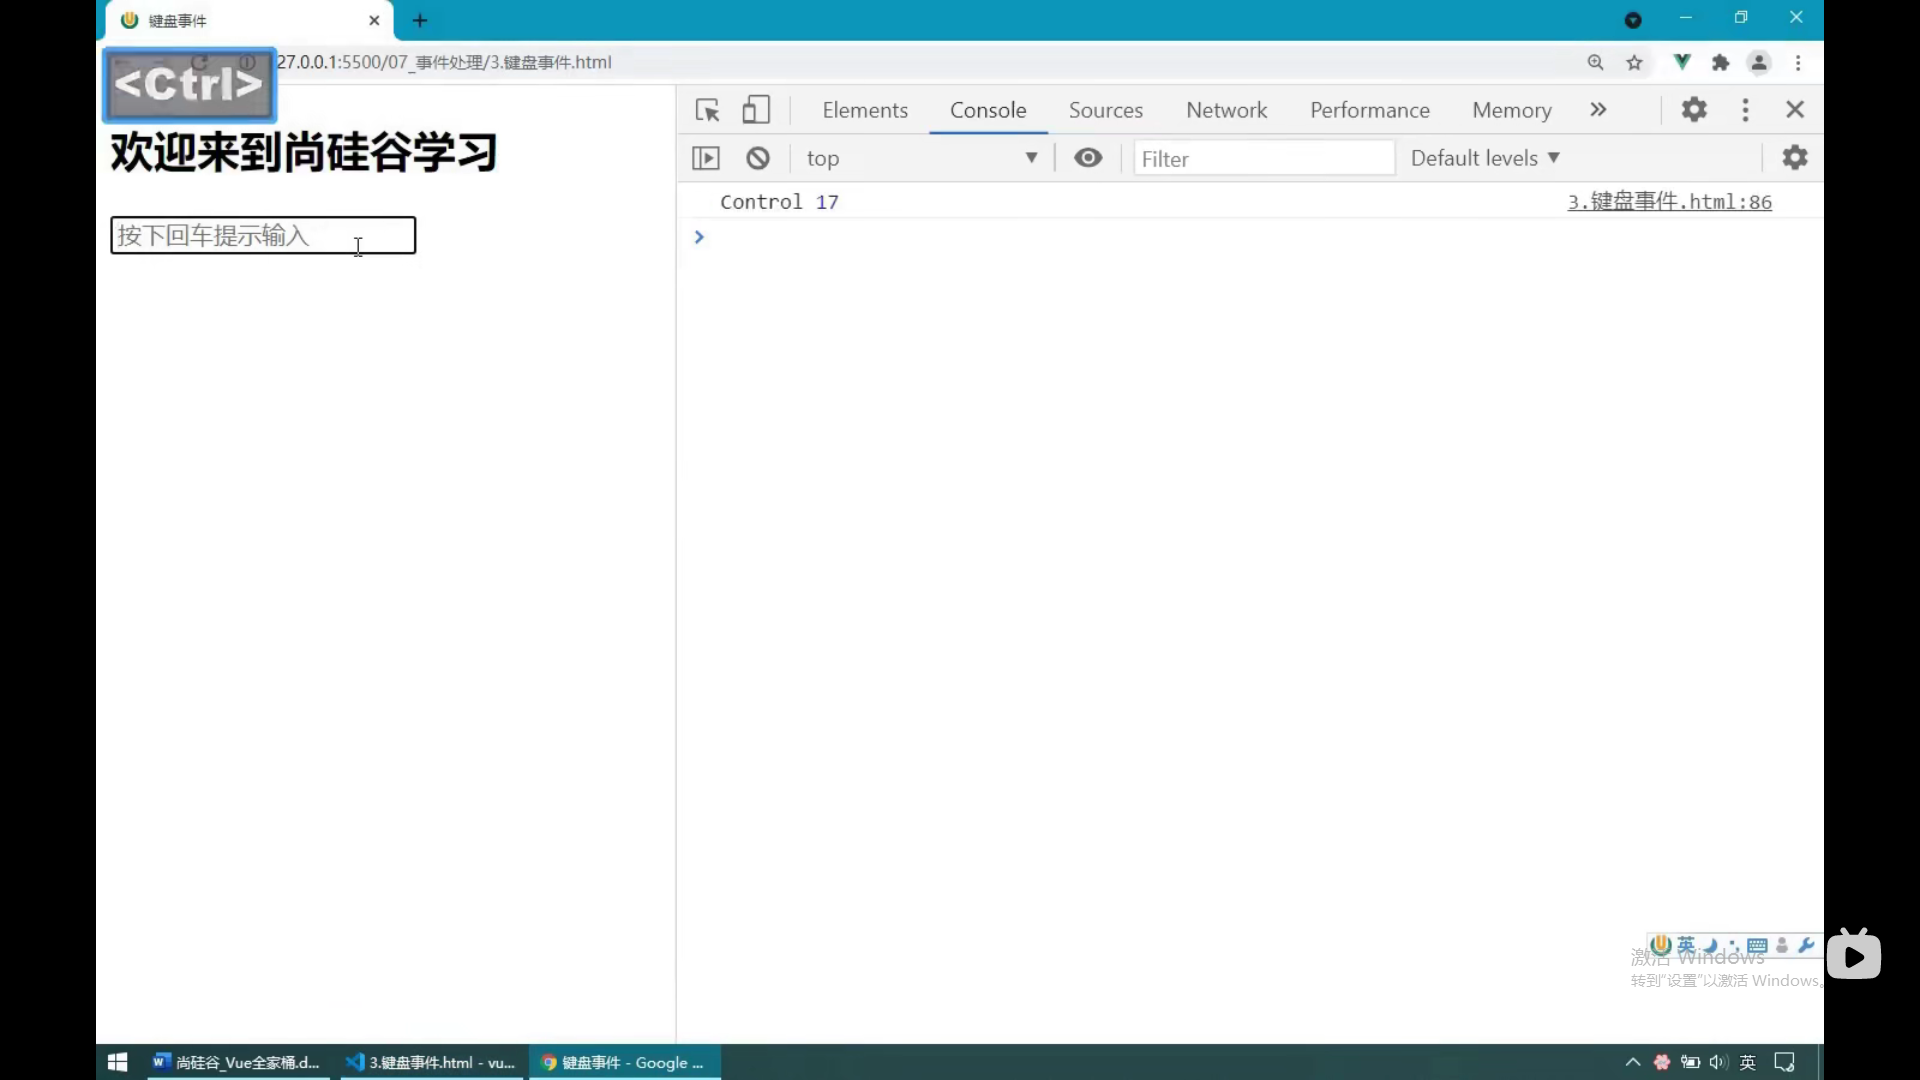 键盘事件
<Ctrl>
27.0.0.1:5500/07_事件处理/3.键盘事件.html
欢迎来到尚硅谷学习
按下回车提示输入
Elements Console Sources Network Performance Memory
top Filter Default levels
Control 17 3.键盘事件.html:86
英
激活 Windows
转到"设置"以激活 Windows。
尚硅谷_Vue全家桶.d... 3.键盘事件.html - vu... 键盘事件 - Google ... 英